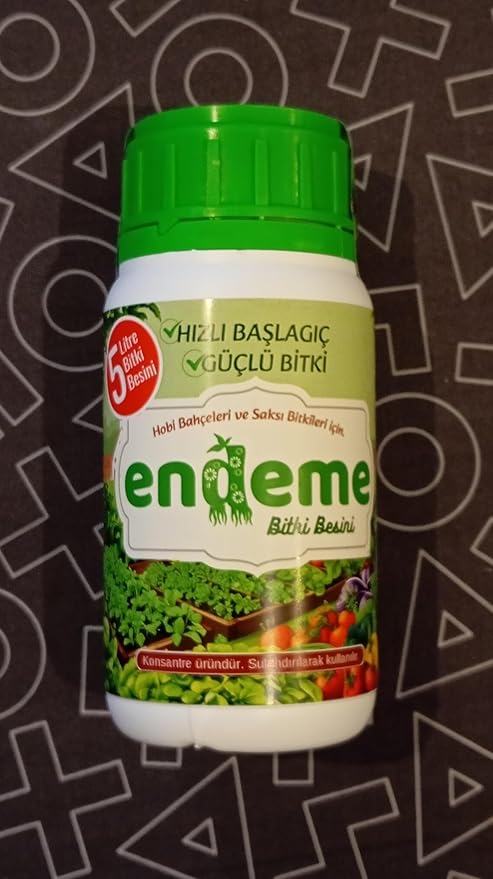 HIZLI BAŞLAGIÇ
GÜÇLÜ BİTKİ
5
Litre
Bitki
Besini
Hobi Bahçeleri ve Saksı Bitkileri İçin,
endeme
Bitki Besini
Konsantre üründür. Sulandırılarak kullanılır.